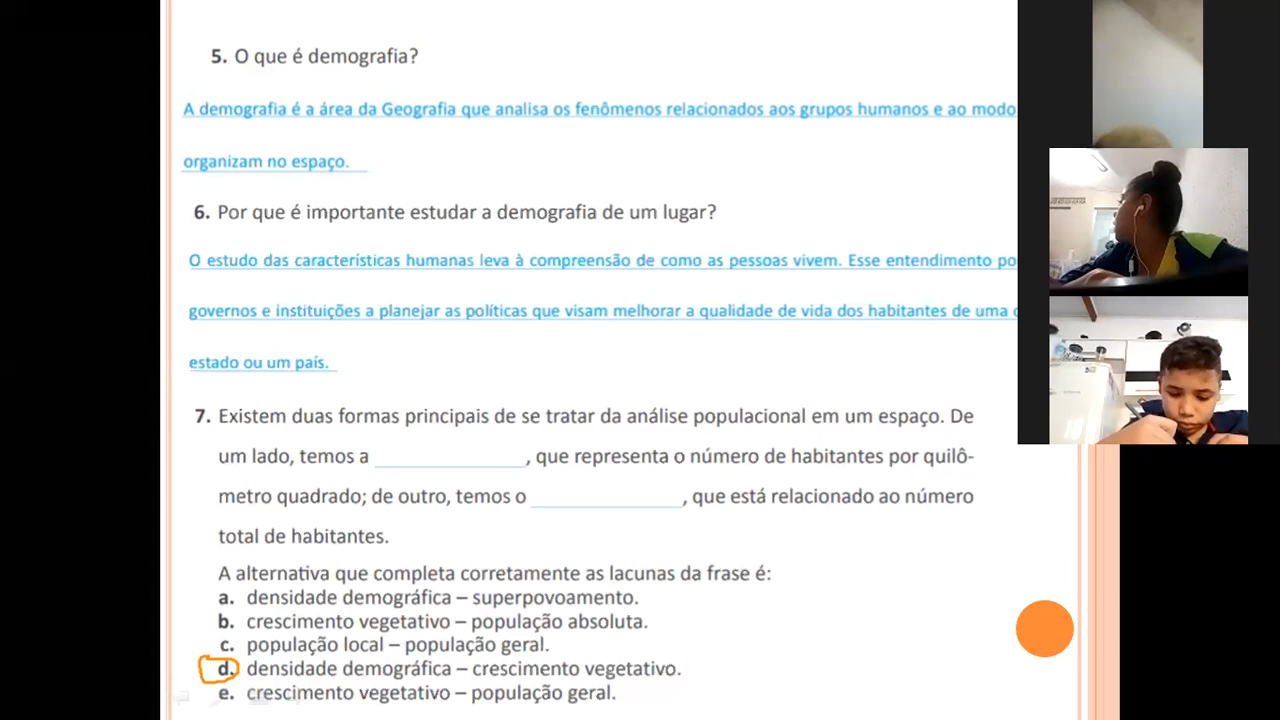 5. O que é demografia?
A demografia é a área da Geografia que analisa os fenômenos relacionados aos grupos humanos e ao modo
organizam no espaço.
6. Por que é importante estudar a demografia de um lugar?
O estudo das características humanas leva à compreensão de como as pessoas vivem. Esse entendimento po
governos e instituições a planejar as políticas que visam melhorar a qualidade de vida dos habitantes de uma
estado ou um país.
7. Existem duas formas principais de se tratar da análise populacional em um espaço. De
um lado, temos a ______________, que representa o número de habitantes por quilô-
metro quadrado; de outro, temos o ______________, que está relacionado ao número
total de habitantes.
A alternativa que completa corretamente as lacunas da frase é:
a. densidade demográfica – superpovoamento.
b. crescimento vegetativo – população absoluta.
c. população local – população geral.
d. densidade demográfica – crescimento vegetativo.
e. crescimento vegetativo – população geral.